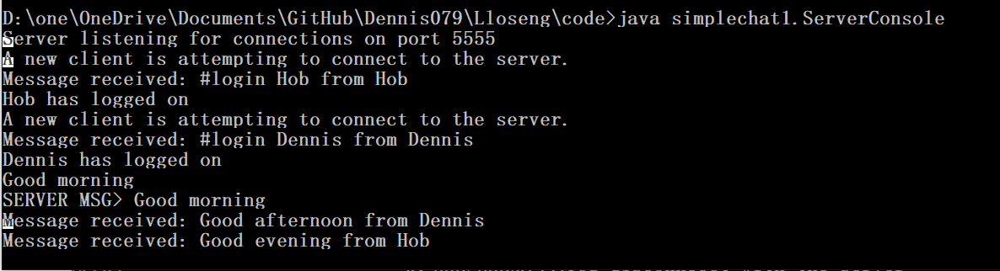 D:\one\OneDrive\Documents\GitHub\Dennis079\Lloseng\code>java simplechat1.ServerConsole
Server listening for connections on port 5555
A new client is attempting to connect to the server.
Message received: #login Hob from Hob
Hob has logged on
A new client is attempting to connect to the server.
Message received: #login Dennis from Dennis
Dennis has logged on
Good morning
SERVER MSG> Good morning
Message received: Good afternoon from Dennis
Message received: Good evening from Hob